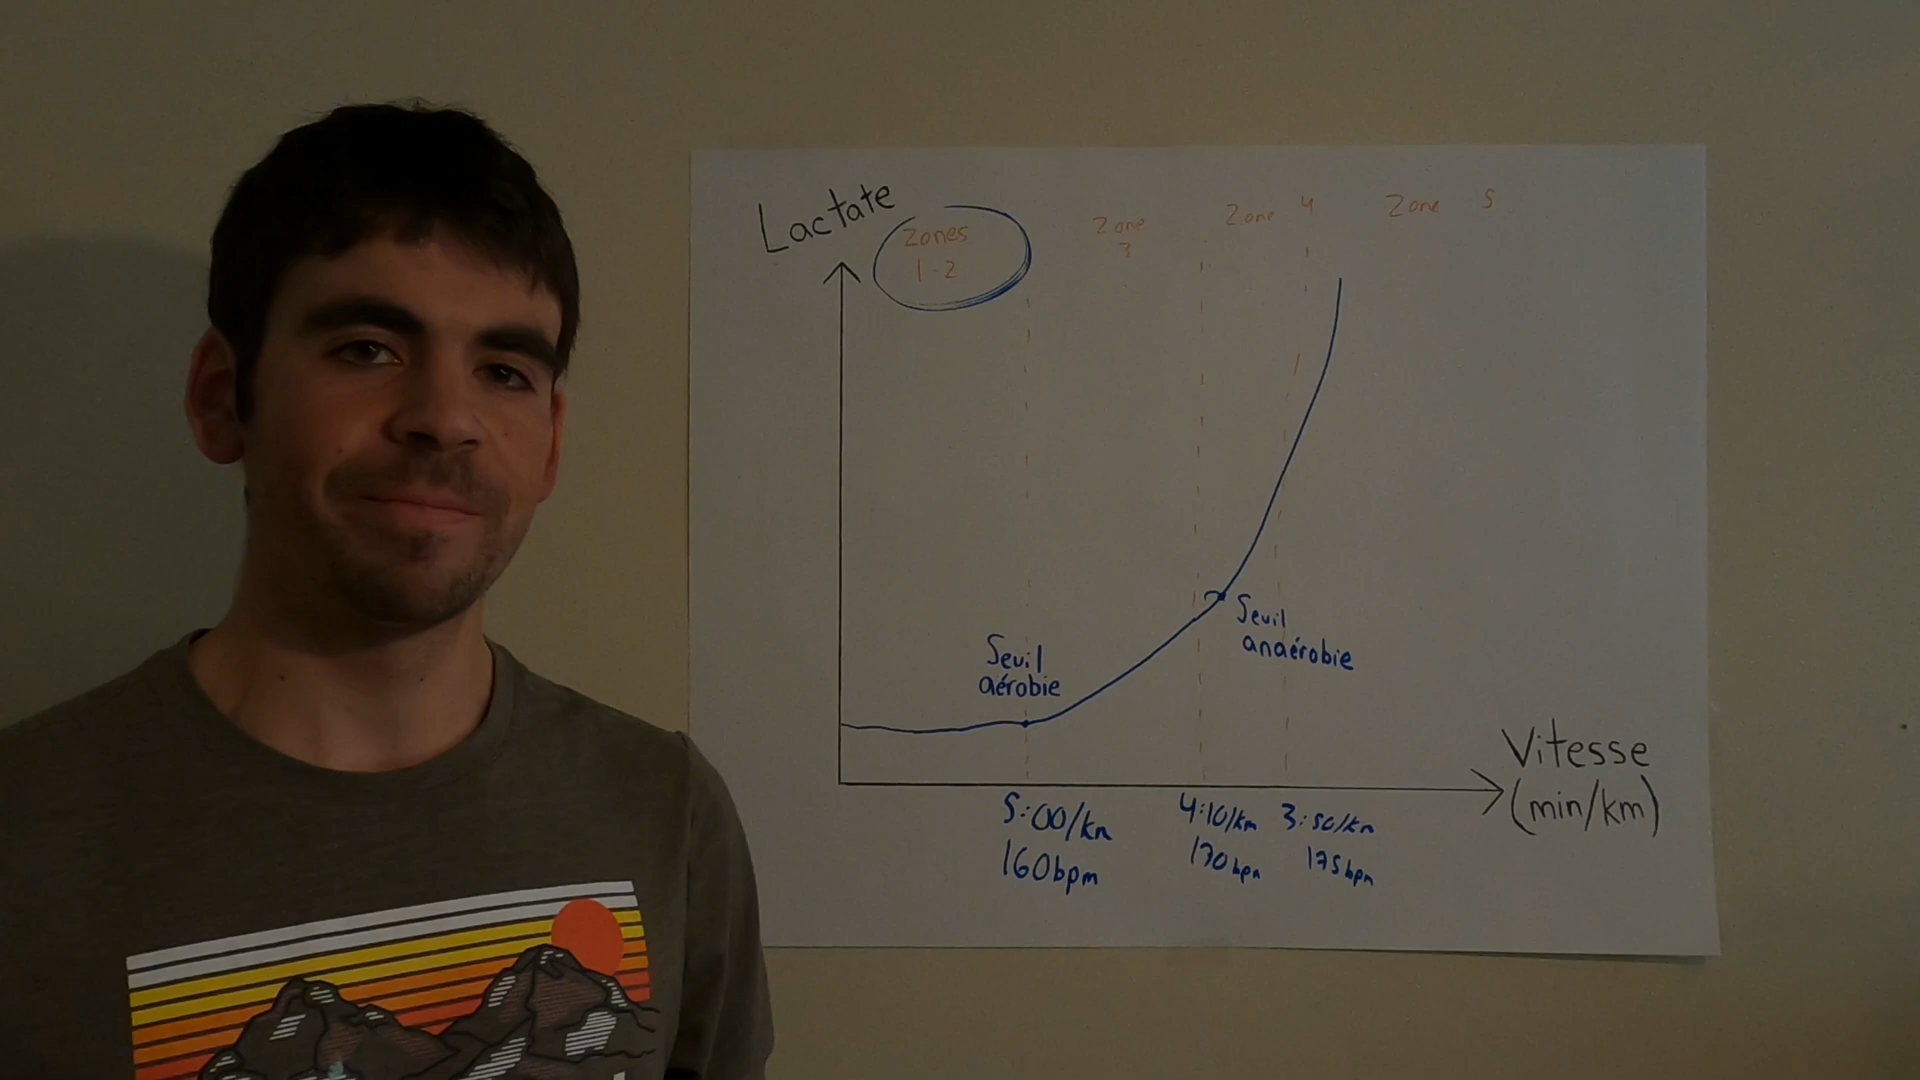 Lactate
Zones
1-2
Zone
3
Zone 4
Zone 5
Seuil
aérobie
Seuil
anaérobie
Vitesse
(min/km)
5:00/km
160bpm
4:10/km
170bpm
3:50/km
175bpm